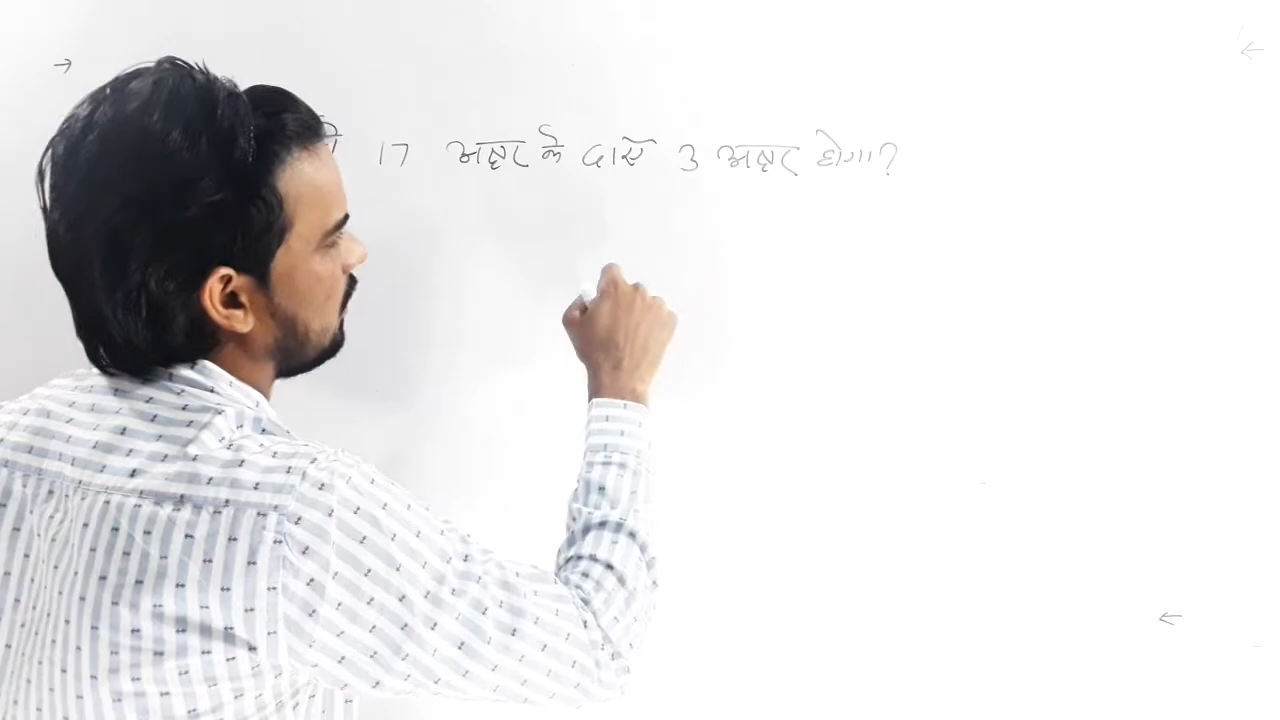 17 अक्षर के दायें 3 अक्षर होगा?